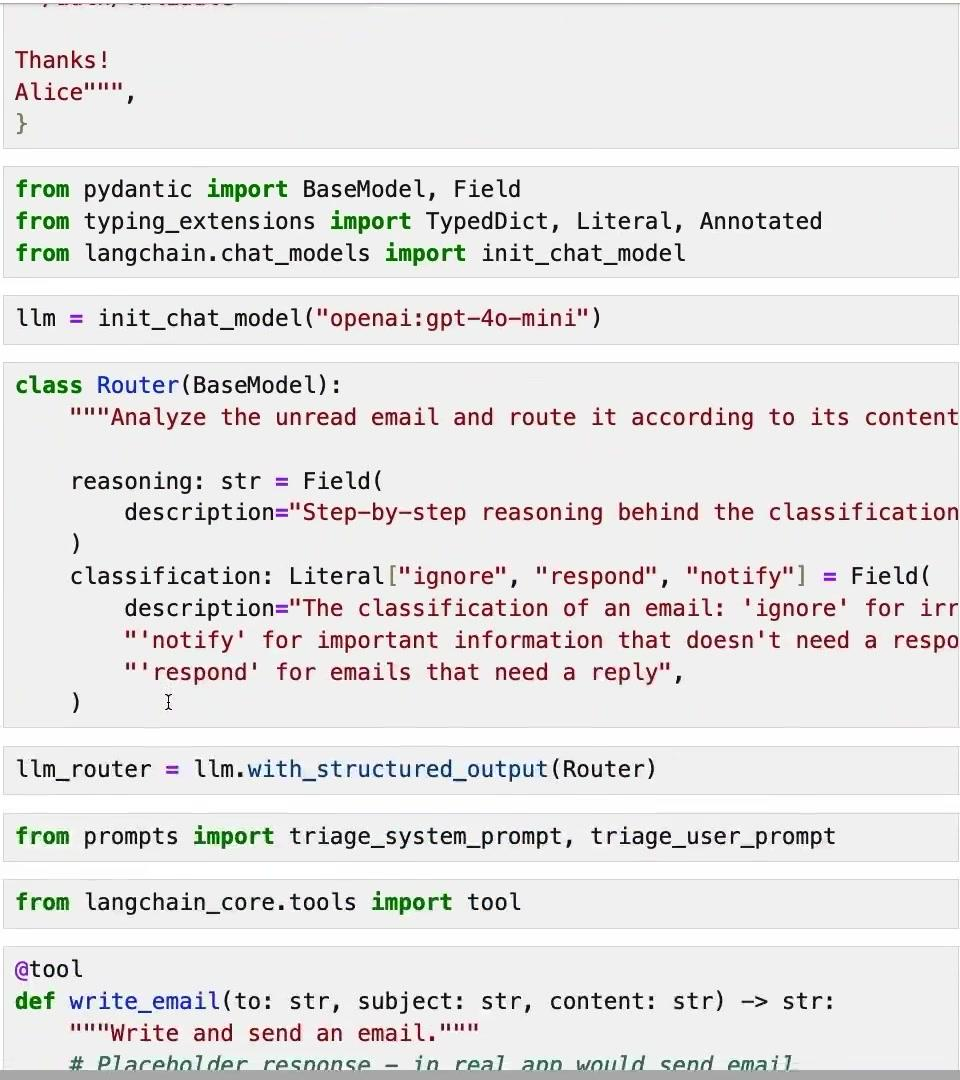 Thanks!
Alice""",
}
from pydantic import BaseModel, Field
from typing_extensions import TypedDict, Literal, Annotated
from langchain.chat_models import init_chat_model
llm = init_chat_model("openai:gpt-4o-mini")
class Router(BaseModel):
    """Analyze the unread email and route it according to its content
    reasoning: str = Field(
        description="Step-by-step reasoning behind the classification
    )
    classification: Literal["ignore", "respond", "notify"] = Field(
        description="The classification of an email: 'ignore' for irr
        "'notify' for important information that doesn't need a respo
        "'respond' for emails that need a reply",
    )
llm_router = llm.with_structured_output(Router)
from prompts import triage_system_prompt, triage_user_prompt
from langchain_core.tools import tool
@tool
def write_email(to: str, subject: str, content: str) -> str:
    """Write and send an email."""
    # Placeholder response - in real app would send email